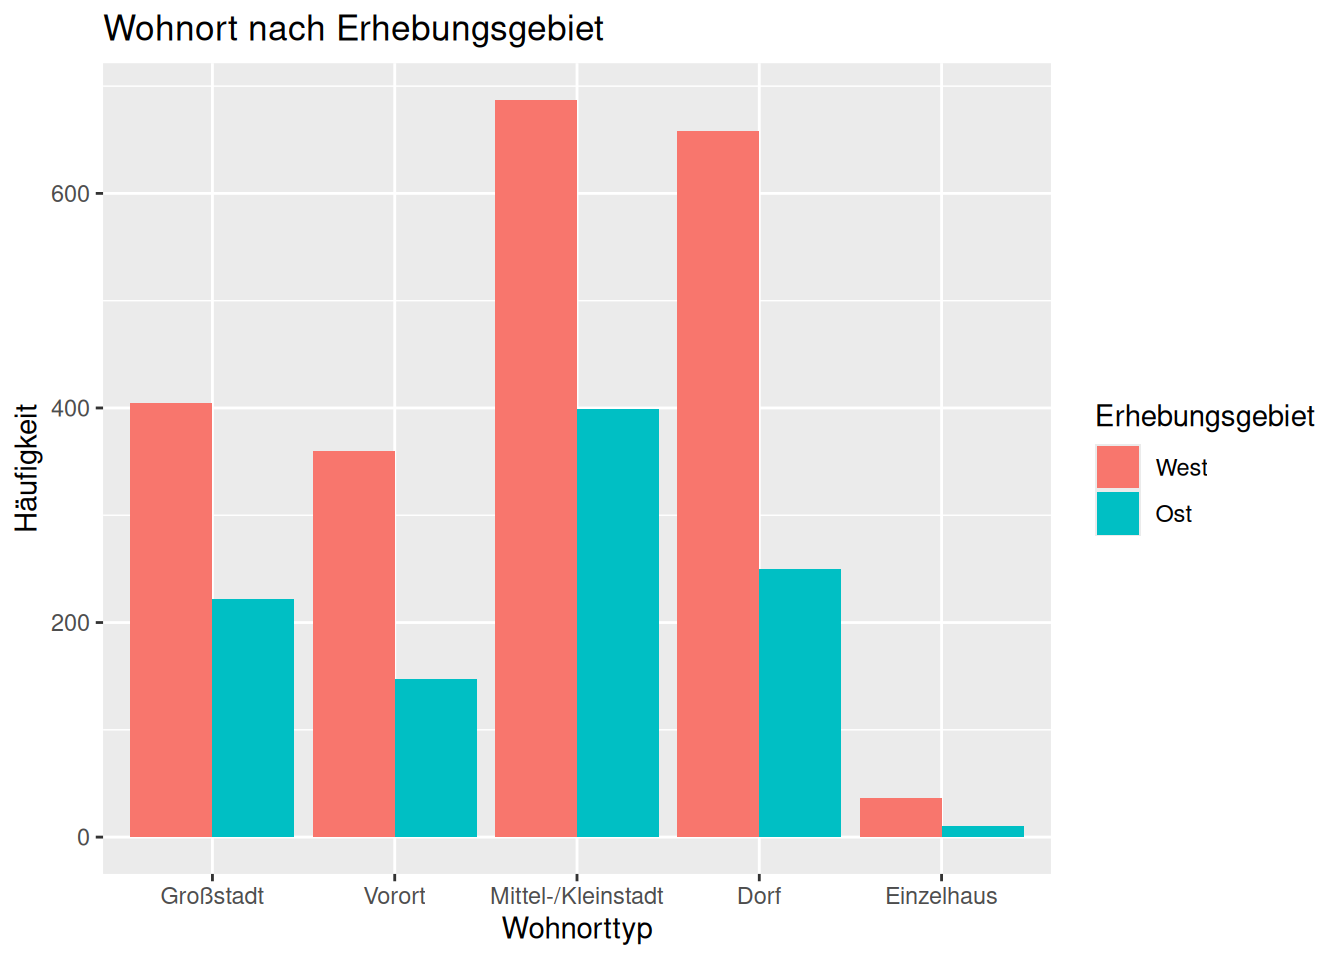 Wohnort nach Erhebungsgebiet
Häufigkeit
600
400
200
0
Großstadt
Vorort
Mittel-/Kleinstadt
Dorf
Einzelhaus
Wohnorttyp
Erhebungsgebiet
West
Ost